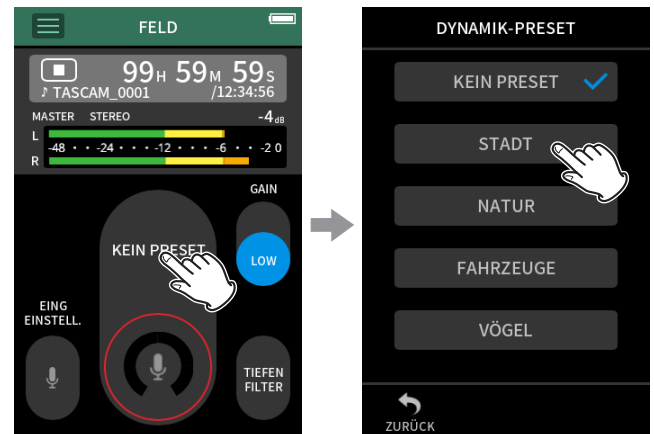 FELD
99H 59M 59S
♪ TASCAM_0001 /12:34:56
MASTER STEREO -4dB
L
-48 · · -24 · · · -12 · · · -6 · · -2 0
R
GAIN
KEIN PRESET
LOW
EING
EINSTELL.
TIEFEN
FILTER
DYNAMIK-PRESET
KEIN PRESET
STADT
NATUR
FAHRZEUGE
VÖGEL
ZURÜCK